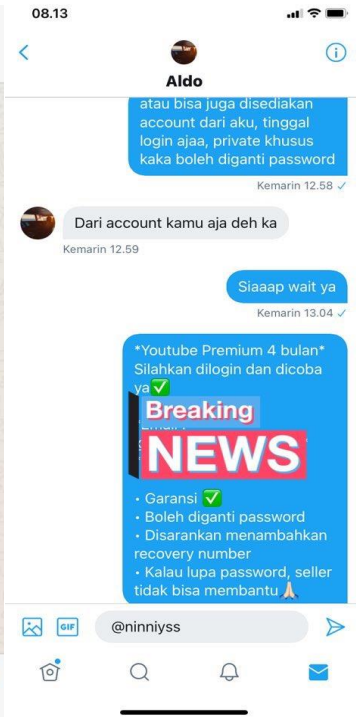 08.13
Aldo
atau bisa juga disediakan
account dari aku, tinggal
login ajaa, private khusus
kaka boleh diganti password
Kemarin 12.58 ✓
Dari account kamu aja deh ka
Kemarin 12.59
Siaaap wait ya
Kemarin 13.04 ✓
*Youtube Premium 4 bulan*
Silahkan dilogin dan dicoba
ya✅
Breaking
NEWS
• Garansi ✅
• Boleh diganti password
• Disarankan menambahkan
recovery number
• Kalau lupa password, seller
tidak bisa membantu🙏🏻
GIF
@ninniyss